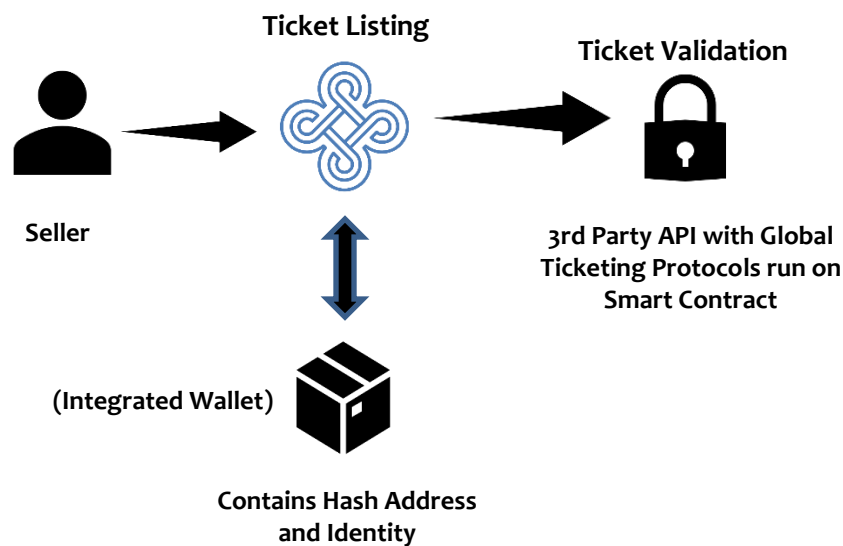 Ticket Listing
Ticket Validation
Seller
3rd Party API with Global
Ticketing Protocols run on
Smart Contract
(Integrated Wallet)
Contains Hash Address
and Identity